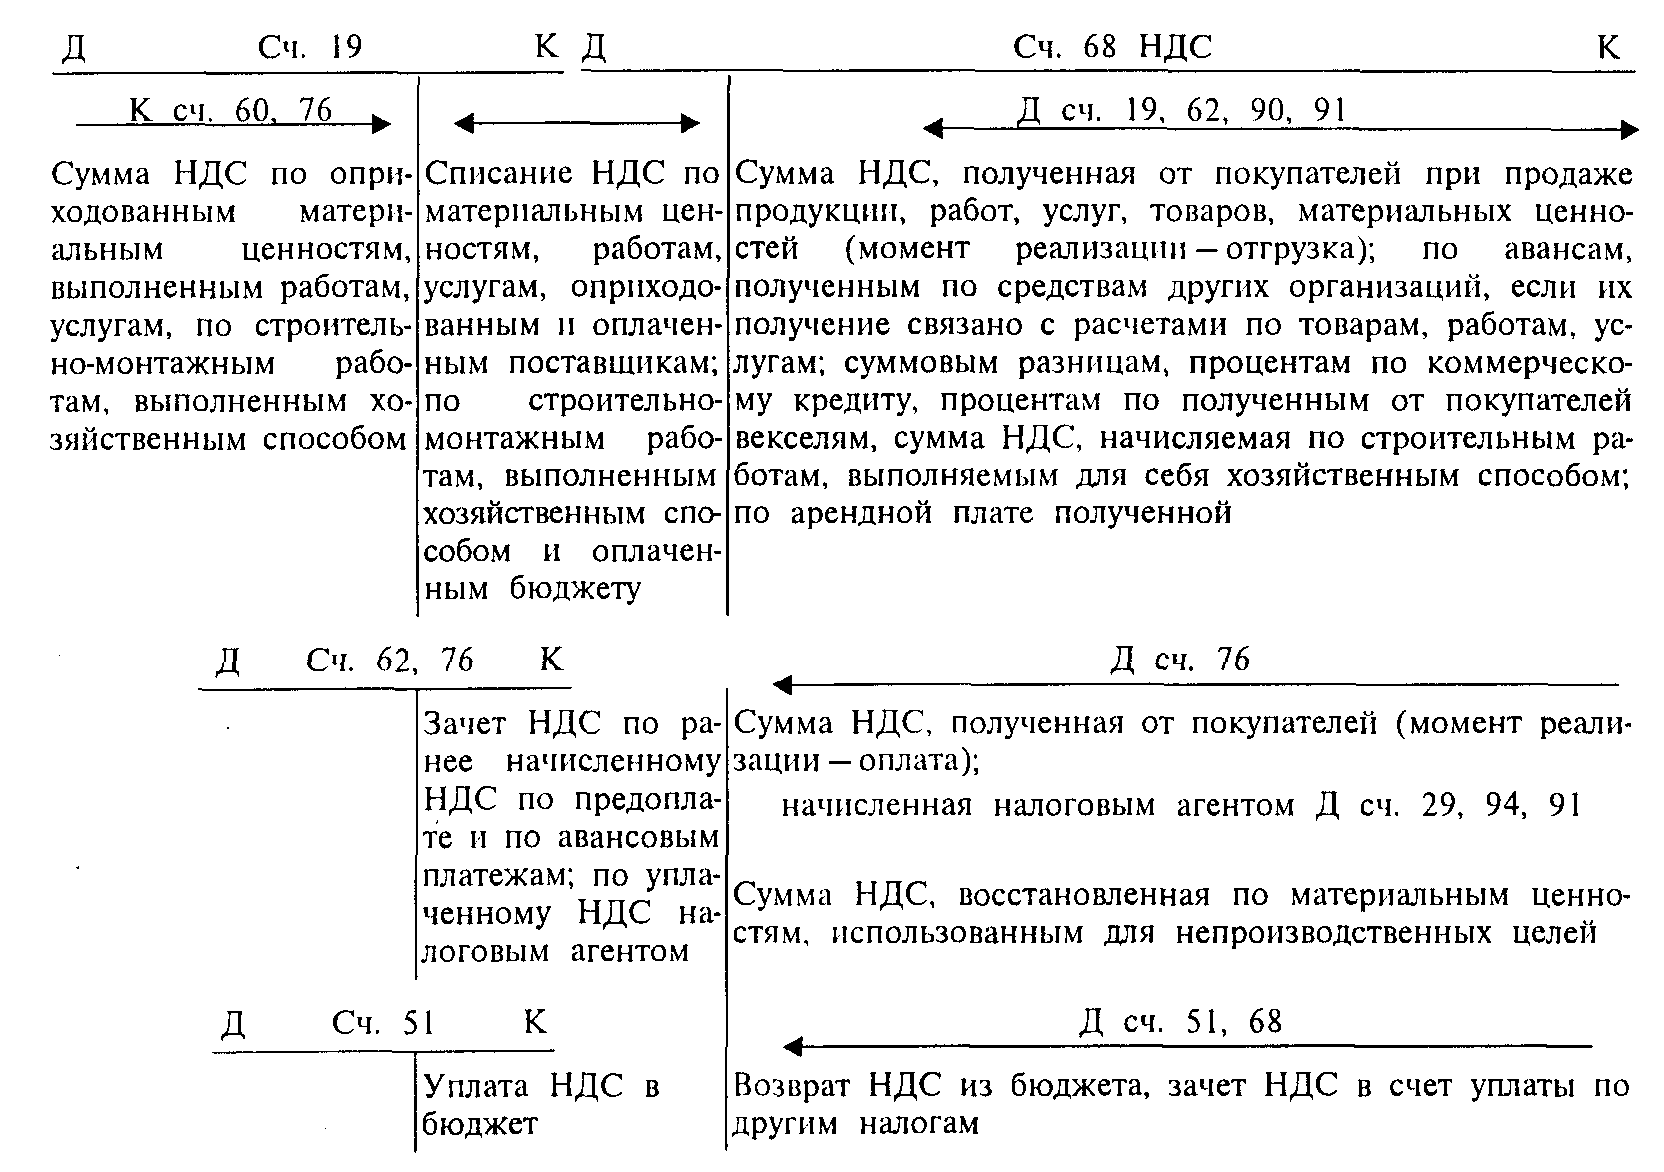 Д Сч. 19 К Д Сч. 68 НДС К
К сч. 60, 76
Д сч. 19, 62, 90, 91
Сумма НДС по опри-
ходованным матери-
альным ценностям,
выполненным работам,
услугам, по строитель-
но-монтажным рабо-
там, выполненным хо-
зяйственным способом
Списание НДС по
материальным цен-
ностям, работам,
услугам, оприходо-
ванным и оплачен-
ным поставщикам;
по строительно-
монтажным рабо-
там, выполненным
хозяйственным спо-
собом и оплачен-
ным бюджету
Сумма НДС, полученная от покупателей при продаже
продукции, работ, услуг, товаров, материальных ценно-
стей (момент реализации — отгрузка); по авансам,
полученным по средствам других организаций, если их
получение связано с расчетами по товарам, работам, ус-
лугам; суммовым разницам, процентам по коммерческо-
му кредиту, процентам по полученным от покупателей
векселям, сумма НДС, начисляемая по строительным ра-
ботам, выполняемым для себя хозяйственным способом;
по арендной плате полученной
Д Сч. 62, 76 К
Д сч. 76
Зачет НДС по ра-
нее начисленному
НДС по предопла-
те и по авансовым
платежам; по упла-
ченному НДС на-
логовым агентом
Сумма НДС, полученная от покупателей (момент реали-
зации — оплата);
начисленная налоговым агентом Д сч. 29, 94, 91
Сумма НДС, восстановленная по материальным ценно-
стям, использованным для непроизводственных целей
Д Сч. 51 К
Д сч. 51, 68
Уплата НДС в
бюджет
Возврат НДС из бюджета, зачет НДС в счет уплаты по
другим налогам